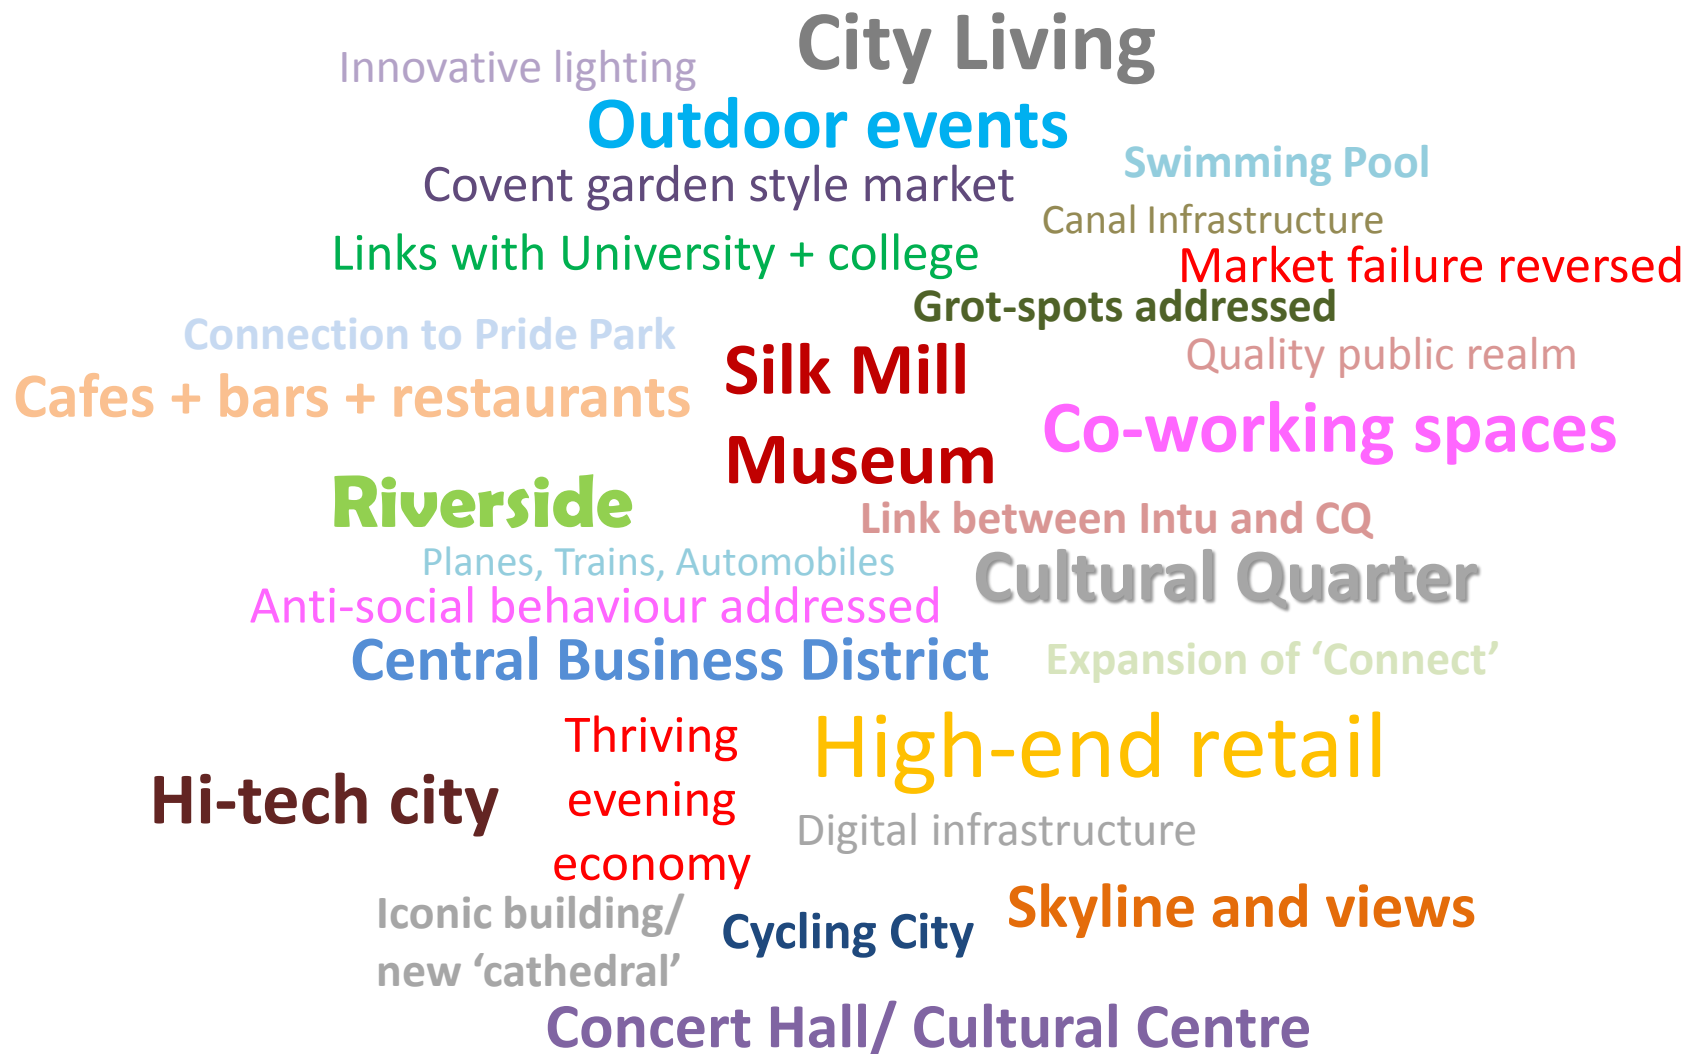 City Living
Innovative lighting
Outdoor events
Swimming Pool
Covent garden style market
Canal Infrastructure
Links with University + college
Market failure reversed
Grot-spots addressed
Connection to Pride Park
Quality public realm
Silk Mill
Museum
Cafes + bars + restaurants
Co-working spaces
Riverside
Link between Intu and CQ
Planes, Trains, Automobiles
Cultural Quarter
Anti-social behaviour addressed
Central Business District
Expansion of ‘Connect’
Thriving
evening
economy
High-end retail
Hi-tech city
Digital infrastructure
Iconic building/
new ‘cathedral’
Cycling City
Skyline and views
Concert Hall/ Cultural Centre